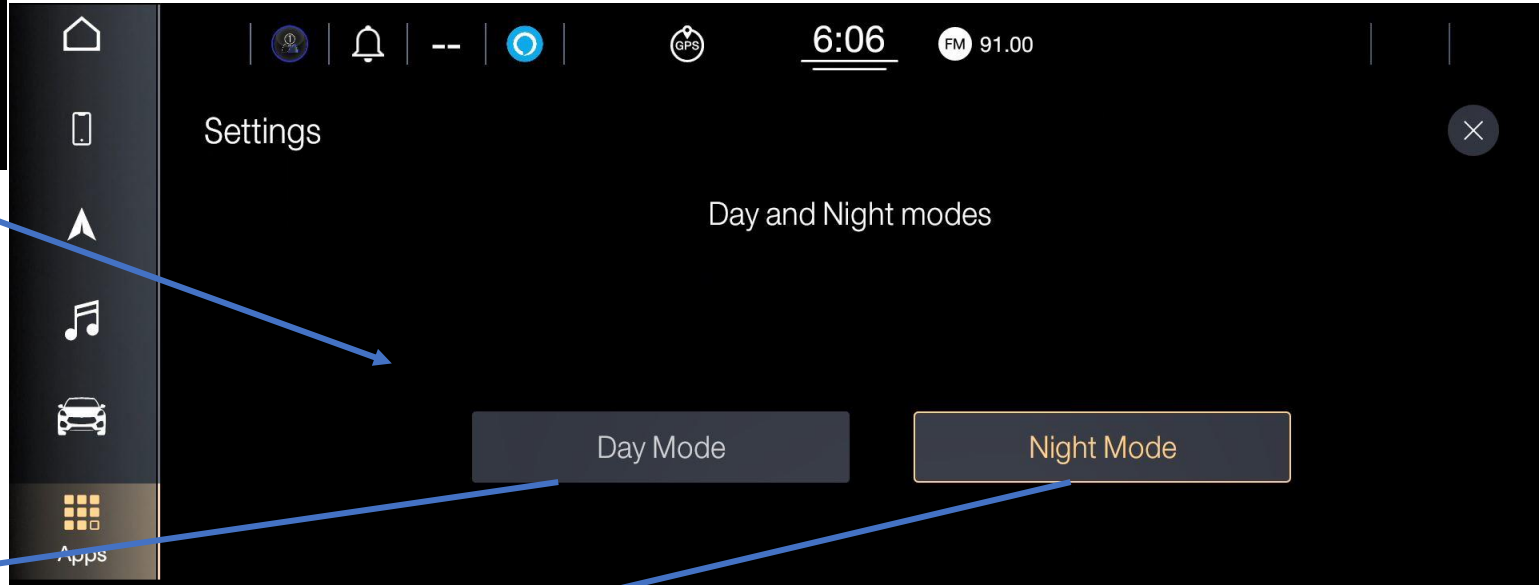 -- GPS 6:06 FM 91.00
Settings
Day and Night modes
Day Mode Night Mode
Apps